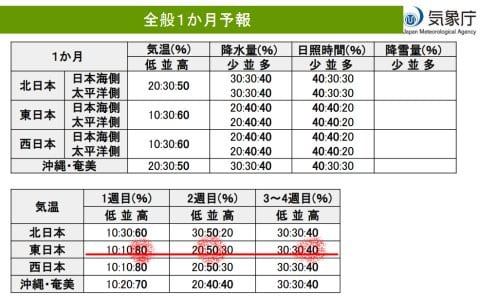 全般1か月予報
気象庁
Japan Meteorological Agency
1か月 気温(%) 降水量(%) 日照時間(%) 降雪量(%)
低 並 高 少 並 多 少 並 多 少 並 多
北日本 日本海側 20:30:50 30:30:40 40:30:30
太平洋側 30:30:40 40:30:30
東日本 日本海側 10:30:60 20:40:40 40:40:20
太平洋側 20:40:40 40:40:20
西日本 日本海側 10:30:60 20:40:40 40:40:20
太平洋側 20:40:40 40:40:20
沖縄・奄美 20:30:50 30:30:40 40:30:30
気温 1週目(%) 2週目(%) 3〜4週目(%)
低 並 高 低 並 高 低 並 高
北日本 10:30:60 30:50:20 30:30:40
東日本 10:10:80 20:50:30 30:30:40
西日本 10:10:80 20:50:30 30:30:40
沖縄・奄美 10:20:70 20:40:40 30:30:40